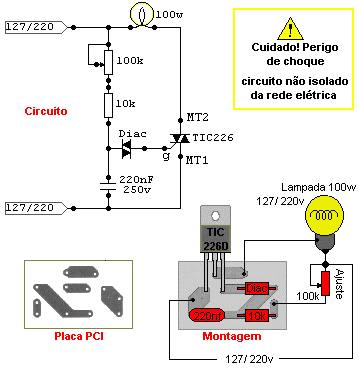 100w
127/220
100k
Circuito
10k
Diac
MT2
TIC226
g
MT1
220nF
250v
127/220
Cuidado! Perigo
de choque
circuito não isolado
da rede elétrica
!
Lampada 100w
127/220v
TIC
226D
Diac
220nf
10k
100k
Ajuste
Placa PCI
Montagem
127/220v